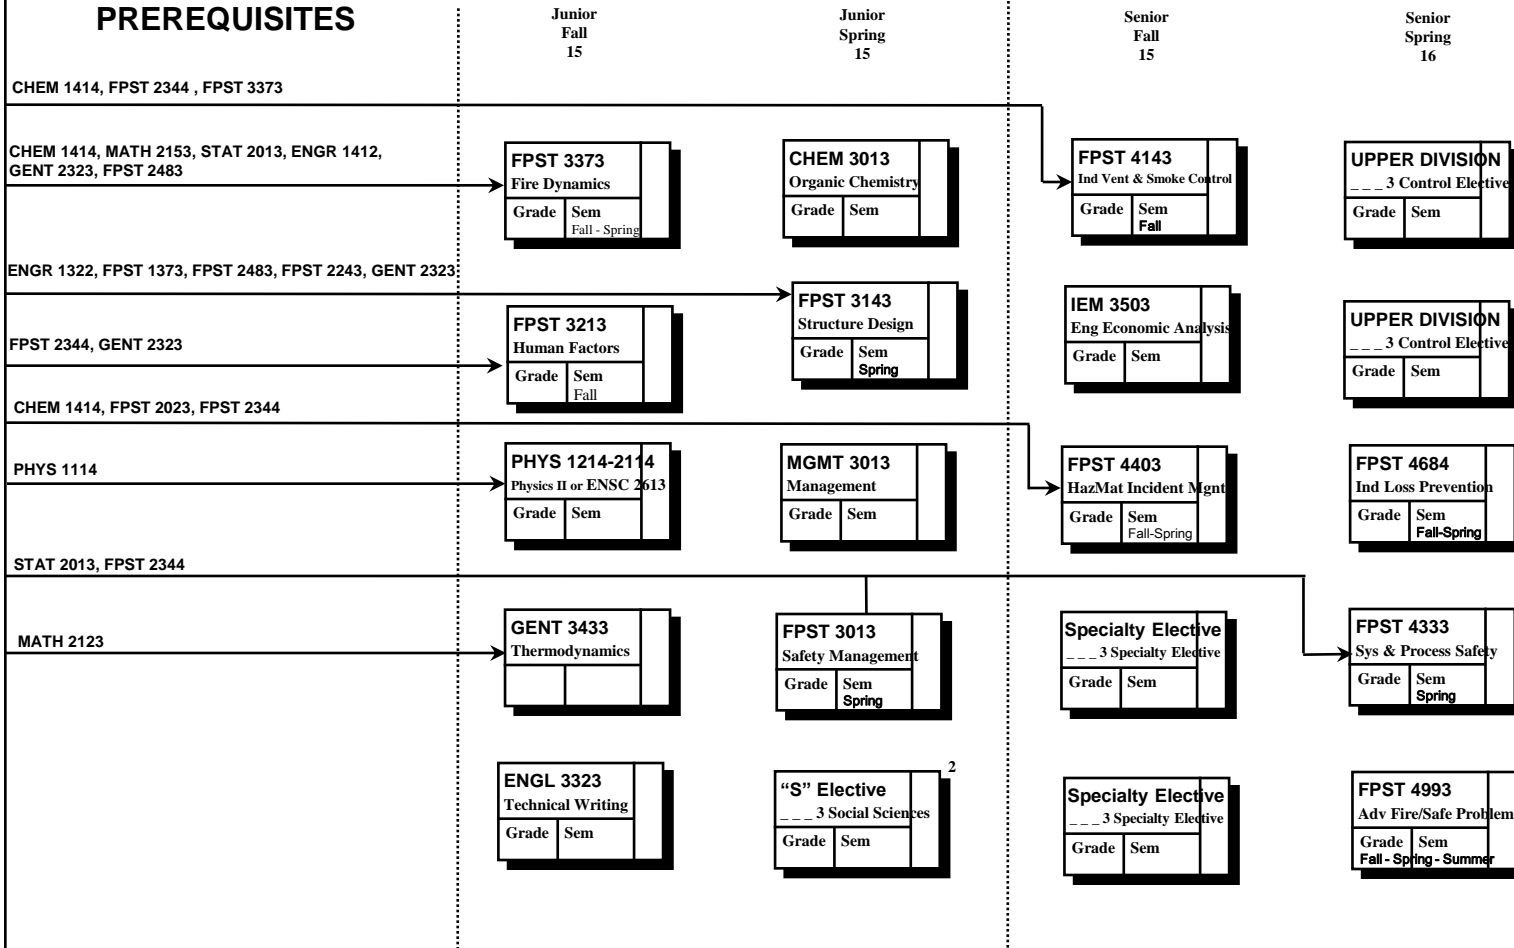 PREREQUISITES
Junior
Fall
15
Junior
Spring
15
Senior
Fall
15
Senior
Spring
16
CHEM 1414, FPST 2344 , FPST 3373
CHEM 1414, MATH 2153, STAT 2013, ENGR 1412,
GENT 2323, FPST 2483
FPST 3373
Fire Dynamics
Grade Sem
Fall - Spring
CHEM 3013
Organic Chemistry
Grade Sem
FPST 4143
Ind Vent & Smoke Control
Grade Sem
Fall
UPPER DIVISION
_ _ _ 3 Control Elective
Grade Sem
ENGR 1322, FPST 1373, FPST 2483, FPST 2243, GENT 2323
FPST 2344, GENT 2323
FPST 3213
Human Factors
Grade Sem
Fall
FPST 3143
Structure Design
Grade Sem
Spring
IEM 3503
Eng Economic Analysis
Grade Sem
UPPER DIVISION
_ _ _ 3 Control Elective
Grade Sem
CHEM 1414, FPST 2023, FPST 2344
PHYS 1114
PHYS 1214-2114
Physics II or ENSC 2613
Grade Sem
MGMT 3013
Management
Grade Sem
FPST 4403
HazMat Incident Mgnt
Grade Sem
Fall-Spring
FPST 4684
Ind Loss Prevention
Grade Sem
Fall-Spring
STAT 2013, FPST 2344
MATH 2123
GENT 3433
Thermodynamics
FPST 3013
Safety Management
Grade Sem
Spring
Specialty Elective
_ _ _ 3 Specialty Elective
Grade Sem
FPST 4333
Sys & Process Safety
Grade Sem
Spring
ENGL 3323
Technical Writing
Grade Sem
2
“S” Elective
_ _ _ 3 Social Sciences
Grade Sem
Specialty Elective
_ _ _ 3 Specialty Elective
Grade Sem
FPST 4993
Adv Fire/Safe Problem
Grade Sem
Fall - Spring - Summer